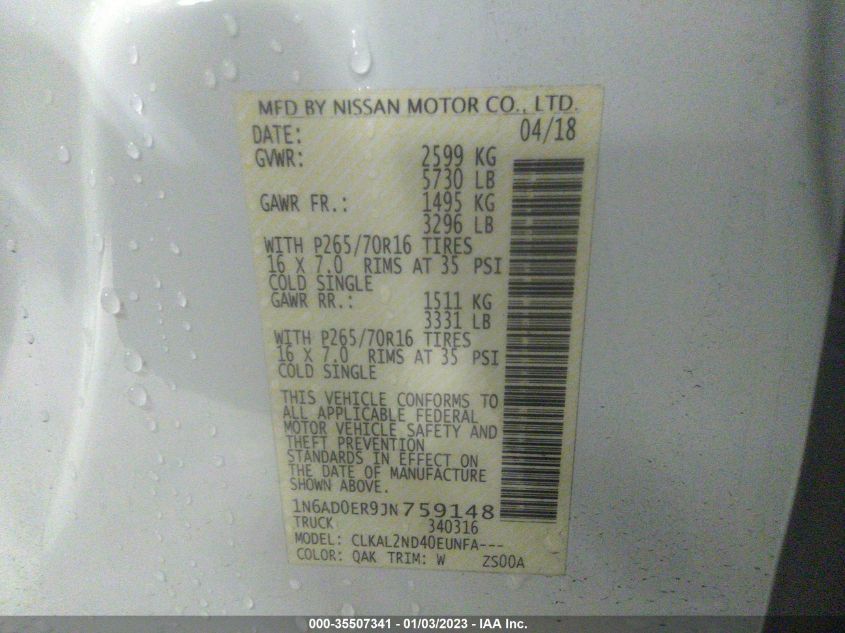 MFD BY NISSAN MOTOR CO., LTD.
DATE: 04/18
GVWR: 2599 KG
5730 LB
GAWR FR.: 1495 KG
3296 LB
WITH P265/70R16 TIRES
16 X 7.0 RIMS AT 35 PSI
COLD SINGLE
GAWR RR.: 1511 KG
3331 LB
WITH P265/70R16 TIRES
16 X 7.0 RIMS AT 35 PSI
COLD SINGLE
THIS VEHICLE CONFORMS TO
ALL APPLICABLE FEDERAL
MOTOR VEHICLE SAFETY AND
THEFT PREVENTION
STANDARDS IN EFFECT ON
THE DATE OF MANUFACTURE
SHOWN ABOVE.
1N6AD0ER9JN759148
TRUCK 340316
MODEL: CLKAL2ND40EUNFA---
COLOR: QAK TRIM: W ZS00A
000-35507341 - 01/03/2023 - IAA Inc.